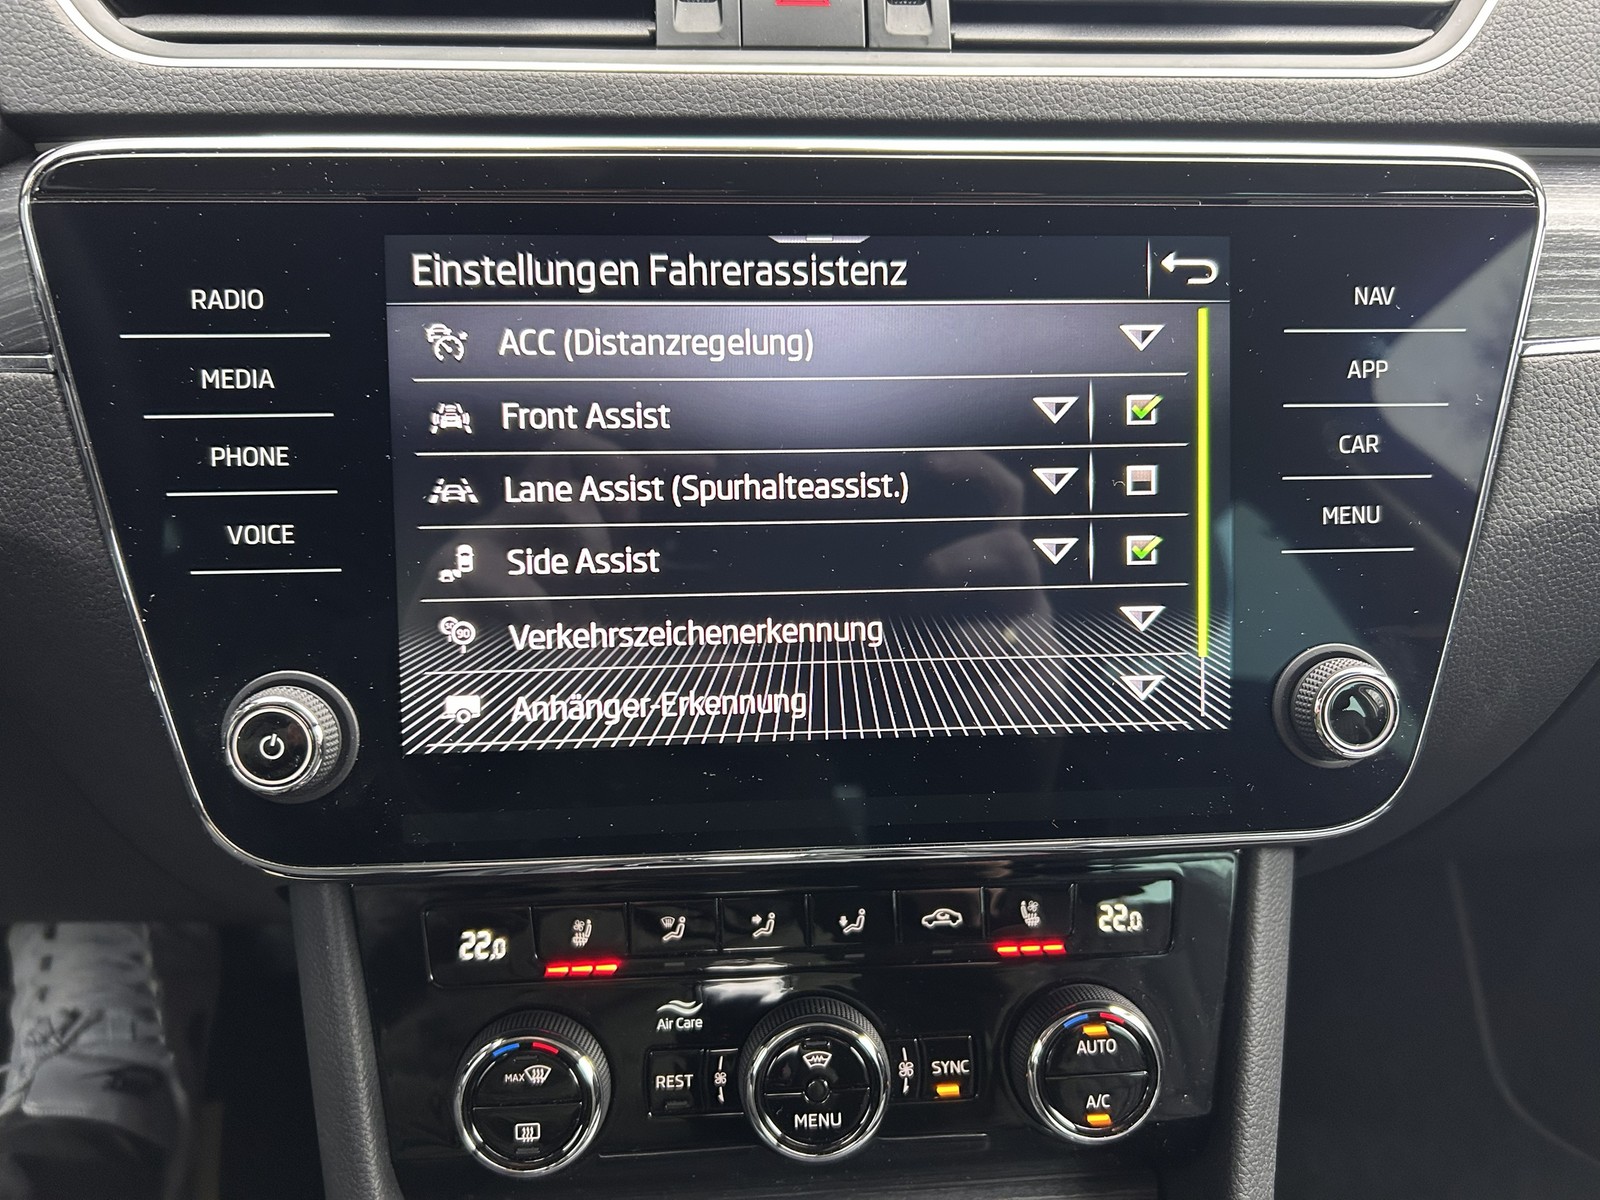 Einstellungen Fahrerassistenz
RADIO
MEDIA
PHONE
VOICE
ACC (Distanzregelung)
Front Assist
Lane Assist (Spurhalteassist.)
Side Assist
90
Verkehrszeichenerkennung
Anhänger-Erkennung
NAV
APP
CAR
MENU
22.0
22.0
Air Care
MAX
REST
MENU
SYNC
AUTO
A/C